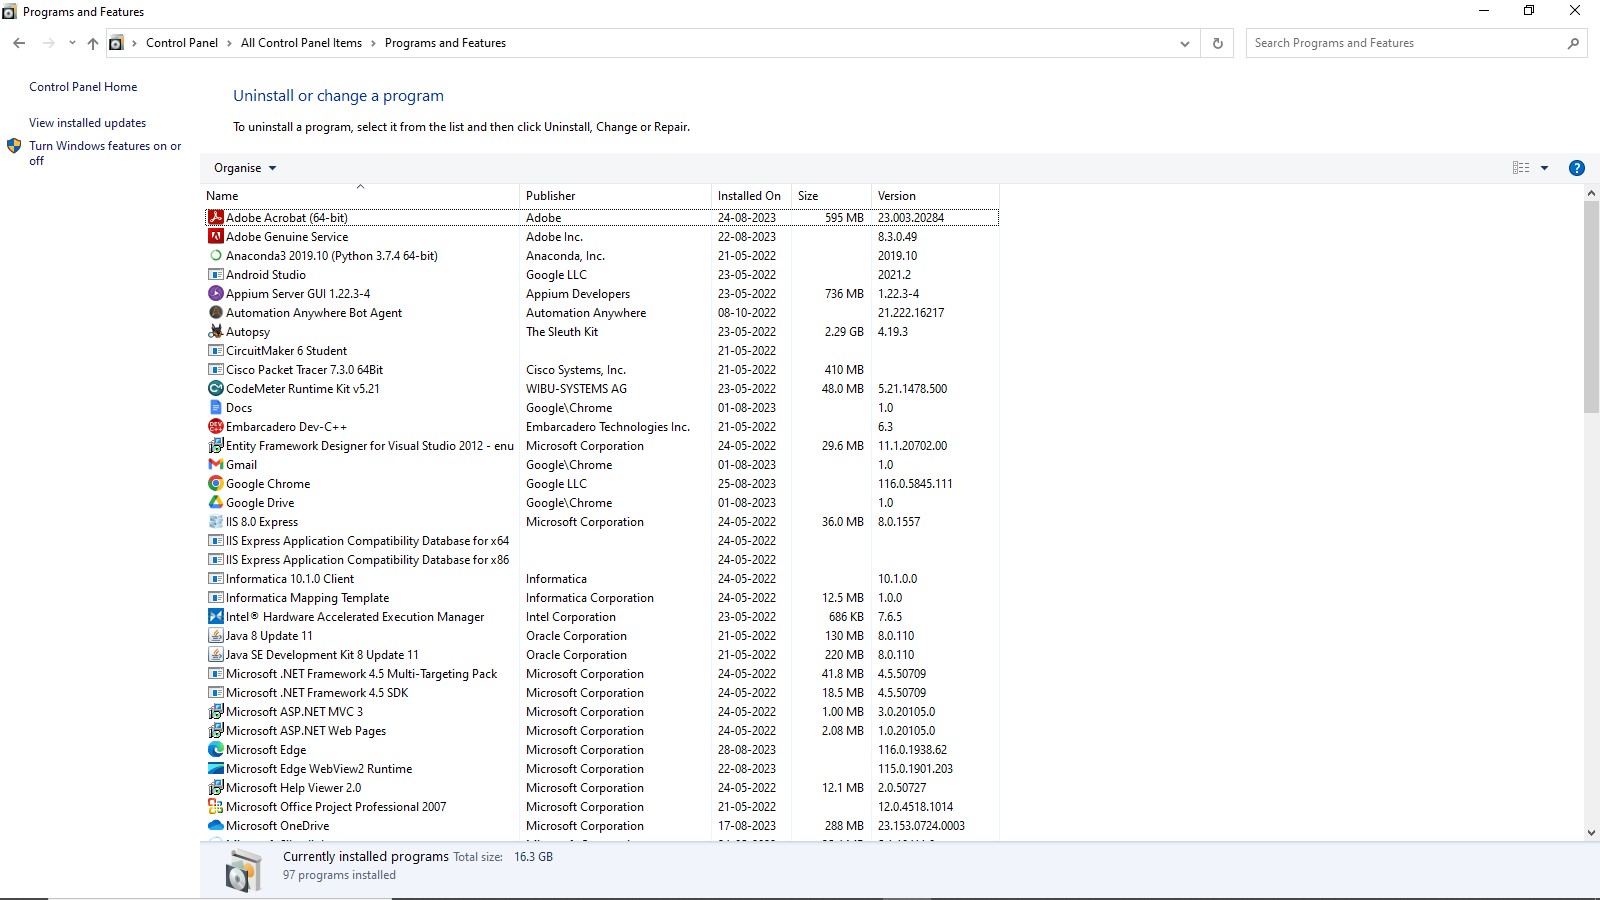 Programs and Features
Control Panel > All Control Panel Items > Programs and Features
Search Programs and Features
Control Panel Home
View installed updates
Turn Windows features on or
off
Uninstall or change a program
To uninstall a program, select it from the list and then click Uninstall, Change or Repair.
Organise
?
Name Publisher Installed On Size Version
Adobe Acrobat (64-bit) Adobe 24-08-2023 595 MB 23.003.20284
Adobe Genuine Service Adobe Inc. 22-08-2023 8.3.0.49
Anaconda3 2019.10 (Python 3.7.4 64-bit) Anaconda, Inc. 21-05-2022 2019.10
Android Studio Google LLC 23-05-2022 2021.2
Appium Server GUI 1.22.3-4 Appium Developers 23-05-2022 736 MB 1.22.3-4
Automation Anywhere Bot Agent Automation Anywhere 08-10-2022 21.222.16217
Autopsy The Sleuth Kit 23-05-2022 2.29 GB 4.19.3
CircuitMaker 6 Student 21-05-2022
Cisco Packet Tracer 7.3.0 64Bit Cisco Systems, Inc. 21-05-2022 410 MB
CodeMeter Runtime Kit v5.21 WIBU-SYSTEMS AG 23-05-2022 48.0 MB 5.21.1478.500
Docs Google\Chrome 01-08-2023 1.0
Embarcadero Dev-C++ Embarcadero Technologies Inc. 21-05-2022 6.3
Entity Framework Designer for Visual Studio 2012 - enu Microsoft Corporation 24-05-2022 29.6 MB 11.1.20702.00
Gmail Google\Chrome 01-08-2023 1.0
Google Chrome Google LLC 25-08-2023 116.0.5845.111
Google Drive Google\Chrome 01-08-2023 1.0
IIS 8.0 Express Microsoft Corporation 24-05-2022 36.0 MB 8.0.1557
IIS Express Application Compatibility Database for x64 24-05-2022
IIS Express Application Compatibility Database for x86 24-05-2022
Informatica 10.1.0 Client Informatica 24-05-2022 10.1.0.0
Informatica Mapping Template Informatica Corporation 24-05-2022 12.5 MB 1.0.0
Intel® Hardware Accelerated Execution Manager Intel Corporation 23-05-2022 686 KB 7.6.5
Java 8 Update 11 Oracle Corporation 21-05-2022 130 MB 8.0.110
Java SE Development Kit 8 Update 11 Oracle Corporation 21-05-2022 220 MB 8.0.110
Microsoft .NET Framework 4.5 Multi-Targeting Pack Microsoft Corporation 24-05-2022 41.8 MB 4.5.50709
Microsoft .NET Framework 4.5 SDK Microsoft Corporation 24-05-2022 18.5 MB 4.5.50709
Microsoft ASP.NET MVC 3 Microsoft Corporation 24-05-2022 1.00 MB 3.0.20105.0
Microsoft ASP.NET Web Pages Microsoft Corporation 24-05-2022 2.08 MB 1.0.20105.0
Microsoft Edge Microsoft Corporation 28-08-2023 116.0.1938.62
Microsoft Edge WebView2 Runtime Microsoft Corporation 22-08-2023 115.0.1901.203
Microsoft Help Viewer 2.0 Microsoft Corporation 24-05-2022 12.1 MB 2.0.50727
Microsoft Office Project Professional 2007 Microsoft Corporation 21-05-2022 12.0.4518.1014
Microsoft OneDrive Microsoft Corporation 17-08-2023 288 MB 23.153.0724.0003
Currently installed programs Total size: 16.3 GB
97 programs installed